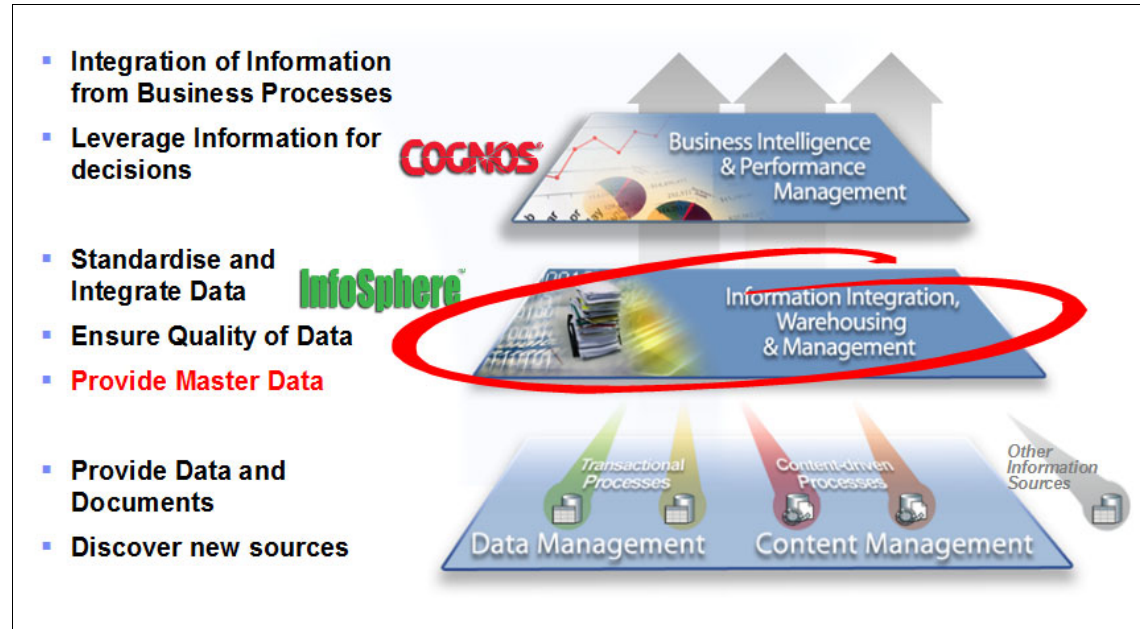 Integration of Information
from Business Processes
Leverage Information for
decisions
COGNOS
Business Intelligence
& Performance
Management
Standardise and
Integrate Data
InfoSphere™
Information Integration,
Warehousing
& Management
Ensure Quality of Data
Provide Master Data
Provide Data and
Documents
Discover new sources
Transactional
Processes
Content-driven
Processes
Other
Information
Sources
Data Management
Content Management